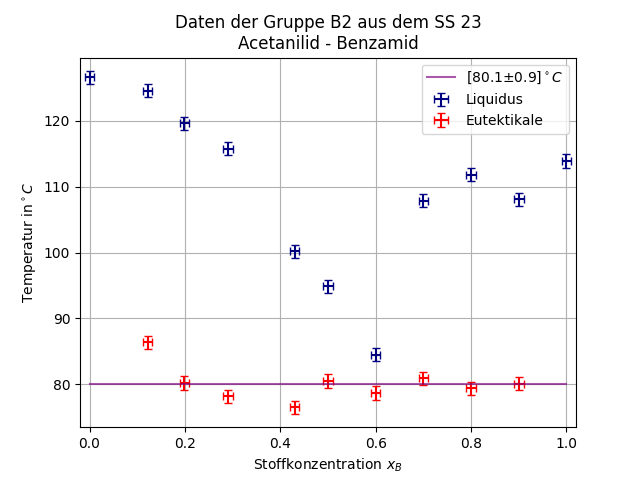 Daten der Gruppe B2 aus dem SS 23
Acetanilid - Benzamid
[80.1±0.9]°C
Liquidus
Eutektikale
Temperatur in°C
120
110
100
90
80
0.0 0.2 0.4 0.6 0.8 1.0
Stoffkonzentration x_B